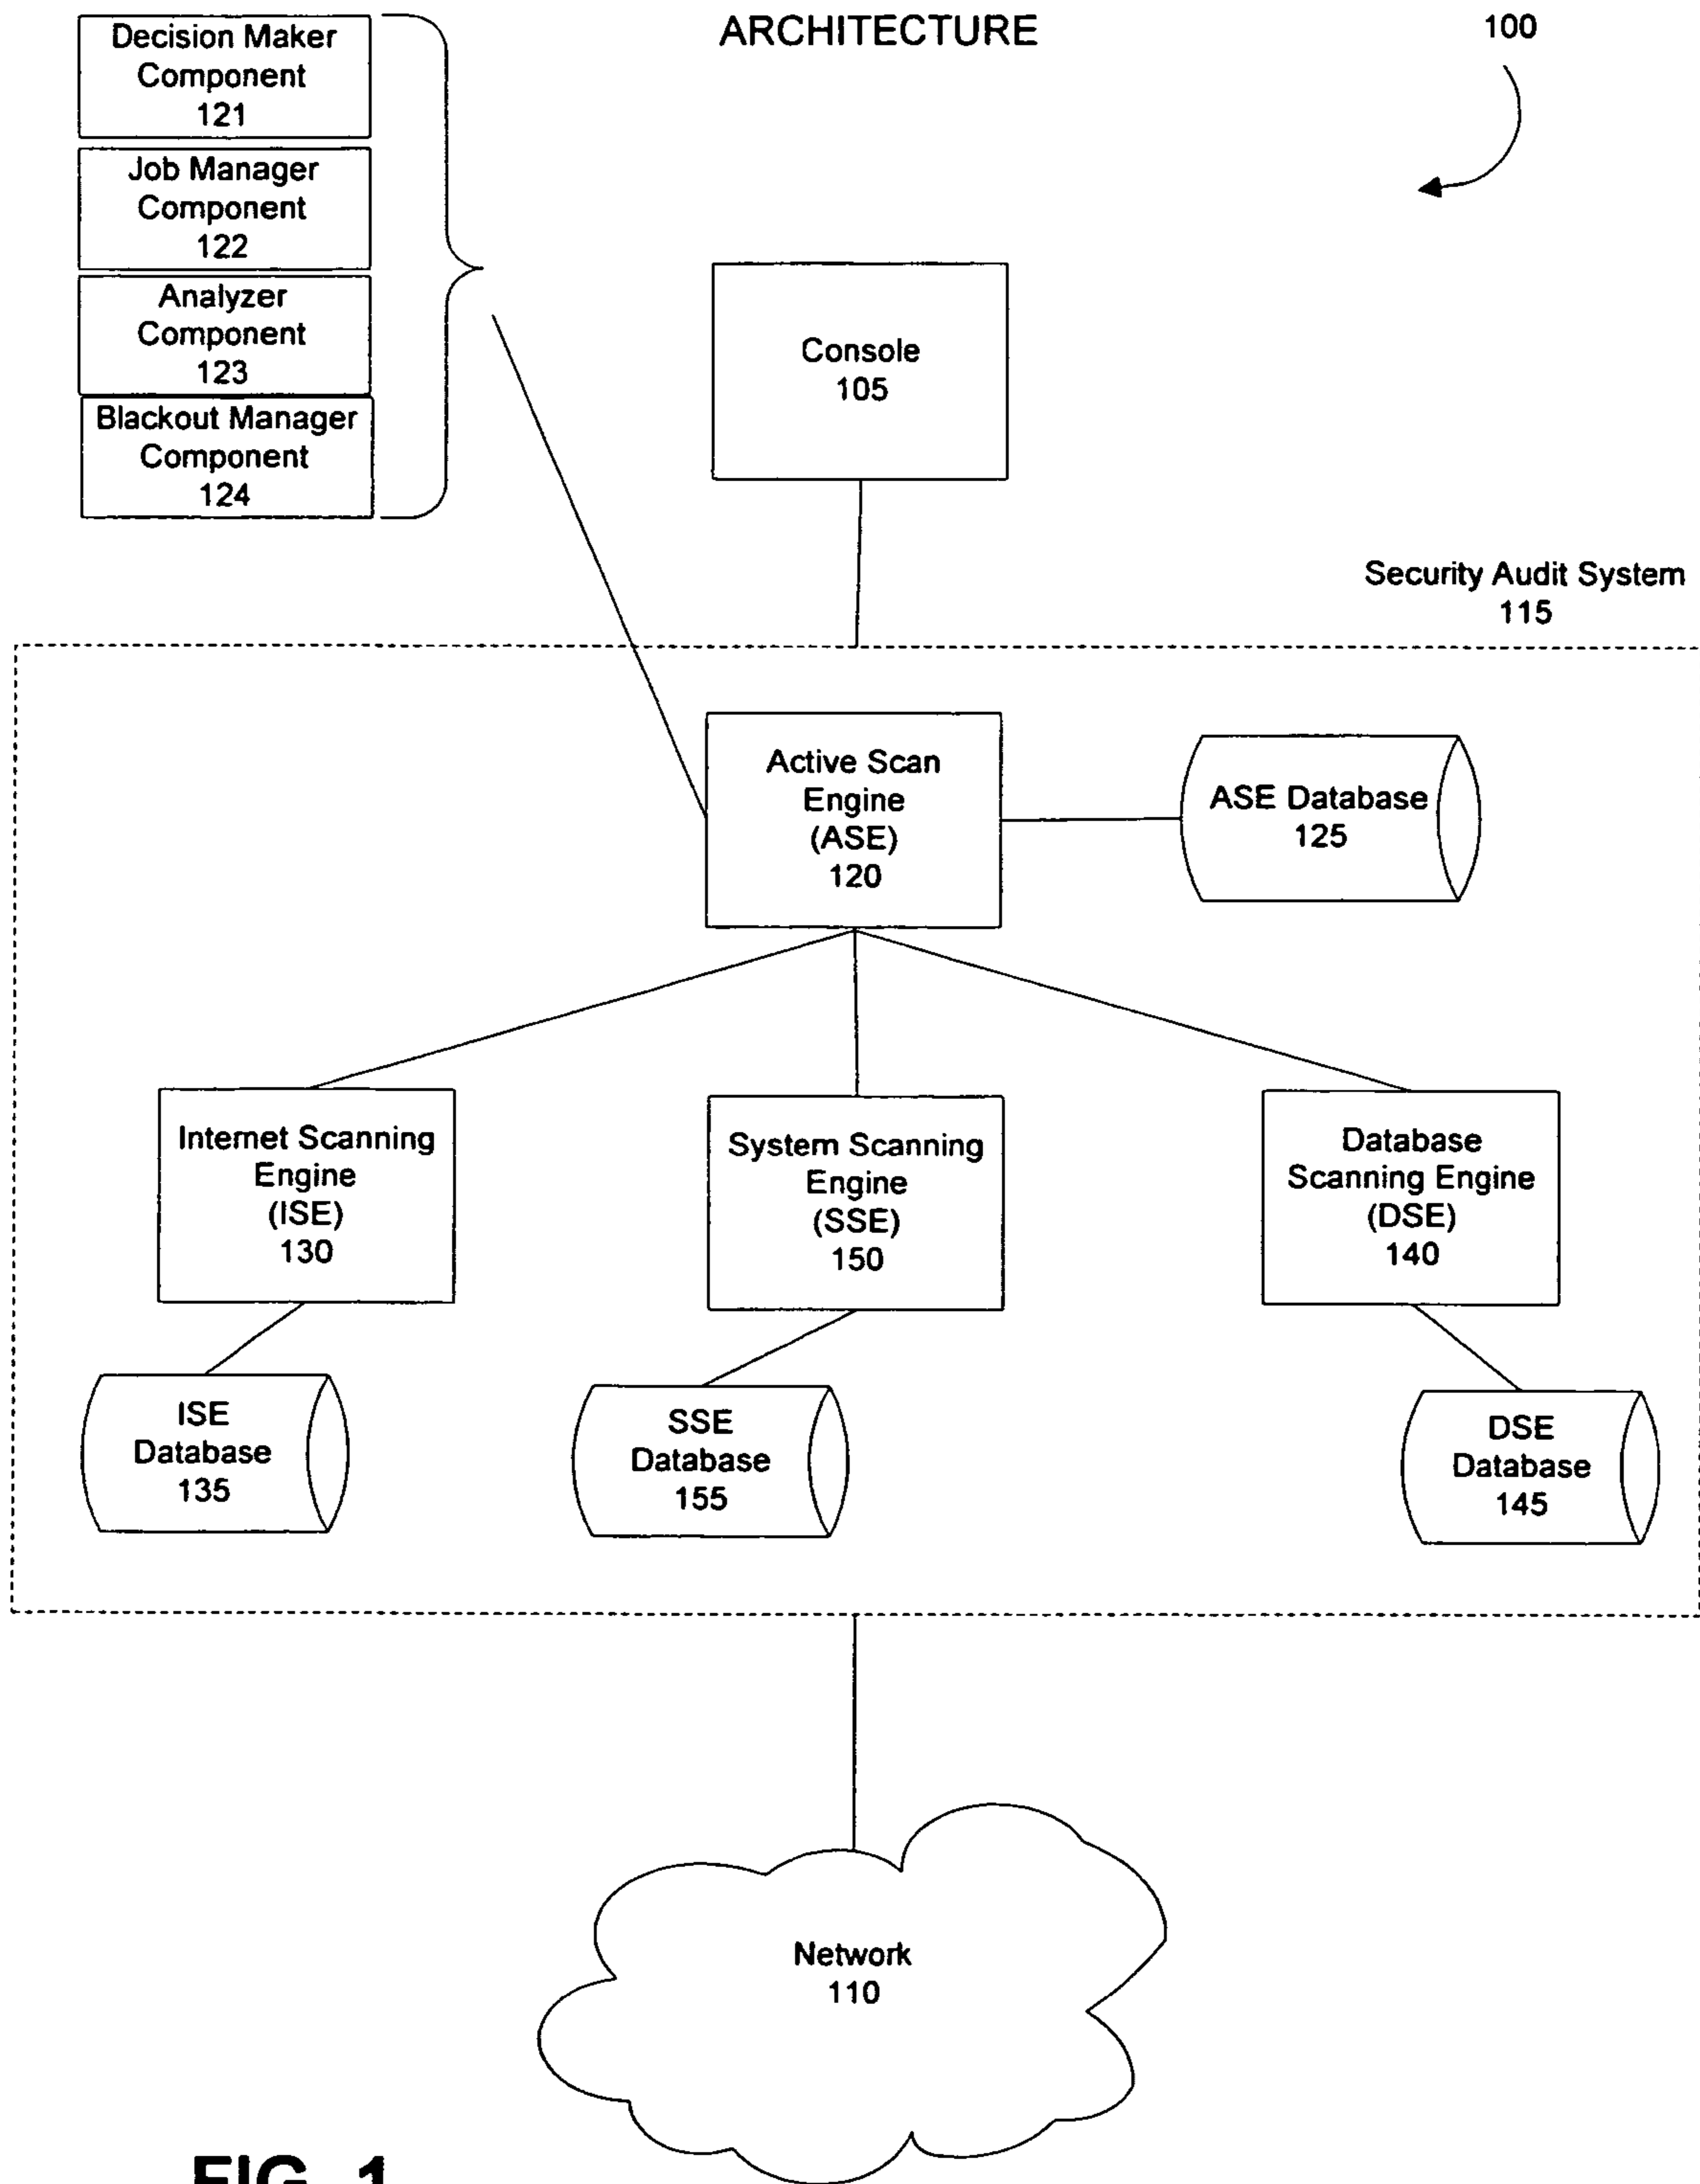 ARCHITECTURE
100
Decision Maker
Component
121
Job Manager
Component
122
Analyzer
Component
123
Blackout Manager
Component
124
Console
105
Security Audit System
115
Active Scan
Engine
(ASE)
120
ASE Database
125
Internet Scanning
Engine
(ISE)
130
System Scanning
Engine
(SSE)
150
Database
Scanning Engine
(DSE)
140
ISE
Database
135
SSE
Database
155
DSE
Database
145
Network
110
FIG. 1